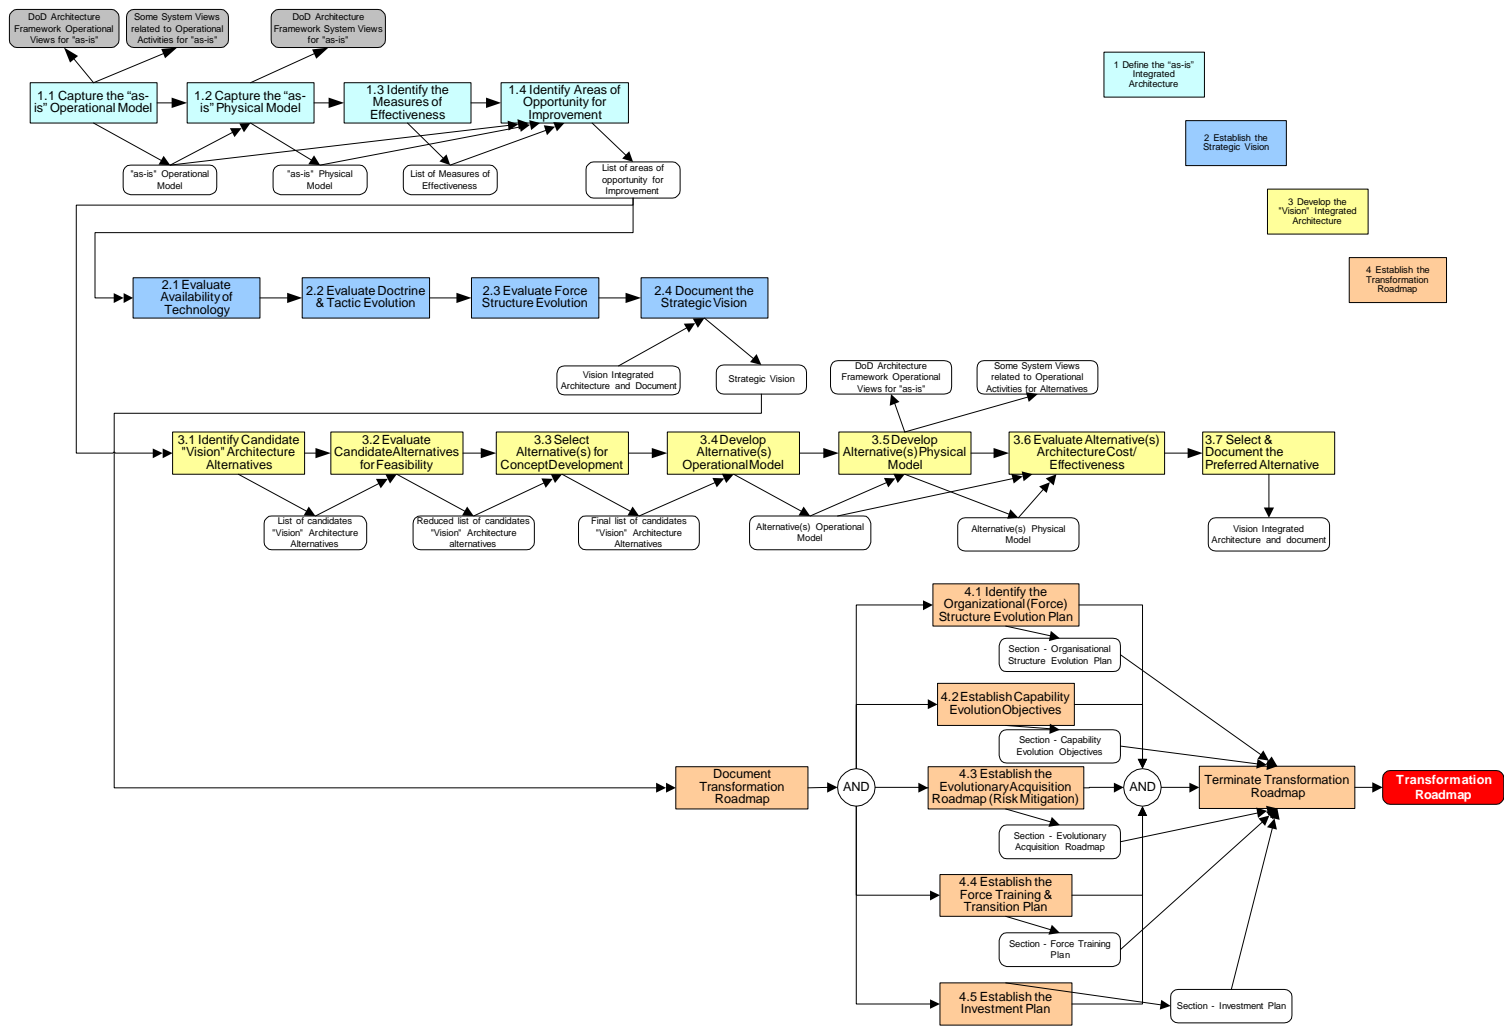 DoD Architecture
Framework Operational
Views for "as-is"
Some System Views
related to Operational
Activities for "as-is"
DoD Architecture
Framework System Views
for "as-is"
1.1 Capture the “as-
is” Operational Model
1.2 Capture the “as-
is” Physical Model
1.3 Identify the
Measures of
Effectiveness
1.4 Identify Areas of
Opportunity for
Improvement
1 Define the “as-is”
Integrated
Architecture
2 Establish the
Strategic Vision
3 Develop the
"Vision" Integrated
Architecture
4 Establish the
Transformation
Roadmap
"as-is" Operational
Model
"as-is" Physical
Model
List of Measures of
Effectiveness
List of areas of
opportunity for
Improvement
2.1 Evaluate
Availability of
Technology
2.2 Evaluate Doctrine
& Tactic Evolution
2.3 Evaluate Force
Structure Evolution
2.4 Document the
Strategic Vision
Vision Integrated
Architecture and Document
Strategic Vision
DoD Architecture
Framework Operational
Views for "as-is"
Some System Views
related to Operational
Activities for Alternatives
3.1 Identify Candidate
"Vision" Architecture
Alternatives
3.2 Evaluate
Candidate Alternatives
for Feasibility
3.3 Select
Alternative(s) for
Concept Development
3.4 Develop
Alternative(s)
Operational Model
3.5 Develop
Alternative(s) Physical
Model
3.6 Evaluate Alternative(s)
Architecture Cost/
Effectiveness
3.7 Select &
Document the
Preferred Alternative
List of candidates
"Vision" Architecture
Alternatives
Reduced list of candidates
"Vision" Architecture
alternatives
Final list of candidates
"Vision" Architecture
Alternatives
Alternative(s) Operational
Model
Alternative(s) Physical
Model
Vision Integrated
Architecture and document
4.1 Identify the
Organizational (Force)
Structure Evolution Plan
Section - Organisational
Structure Evolution Plan
4.2 Establish Capability
Evolution Objectives
Section - Capability
Evolution Objectives
Document
Transformation
Roadmap
AND
4.3 Establish the
Evolutionary Acquisition
Roadmap (Risk Mitigation)
AND
Terminate Transformation
Roadmap
Transformation
Roadmap
Section - Evolutionary
Acquisition Roadmap
4.4 Establish the
Force Training &
Transition Plan
Section - Force Training
Plan
4.5 Establish the
Investment Plan
Section - Investment Plan